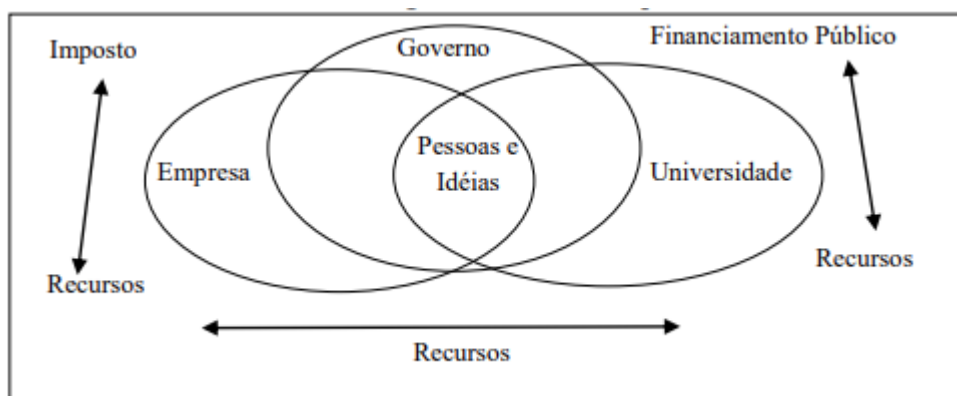 Imposto
Governo
Financiamento Público
Empresa
Pessoas e
Idéias
Universidade
Recursos
Recursos
Recursos